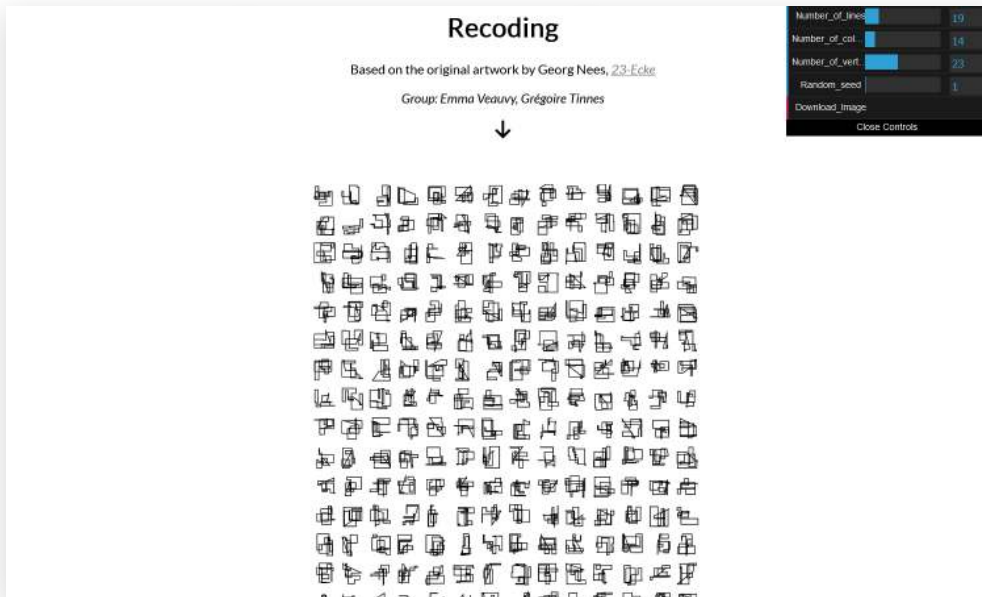 Recoding
Based on the original artwork by Georg Nees, 23-Ecke
Group: Emma Veauvy, Grégoire Tinnes
↓
Number_of_lines 19
Number_of_col... 14
Number_of_vert... 23
Random_seed 1
Download_Image
Close Controls